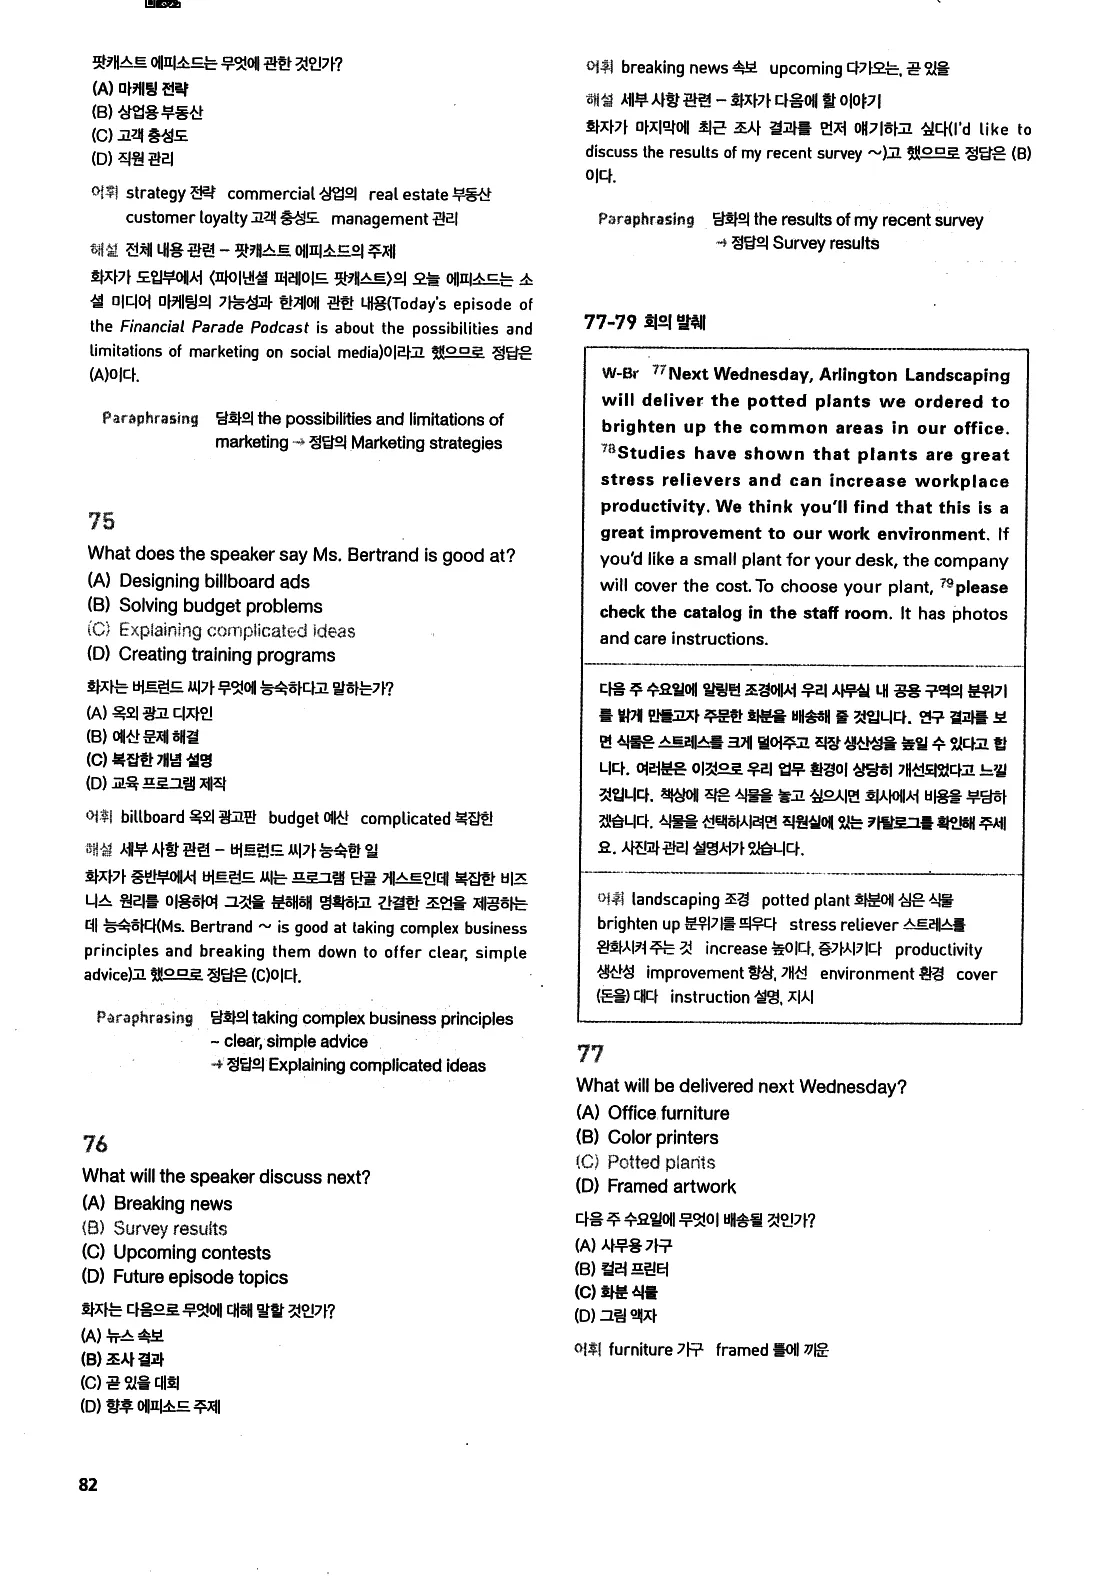 팟캐스트 에피소드는 무엇에 관한 것인가?
(A) 마케팅 전략
(B) 상업용 부동산
(C) 고객 충성도
(D) 직원 관리
어휘 strategy 전략 commercial 상업의 real estate 부동산
customer loyalty 고객 충성도 management 관리
해설 전체 내용 관련 – 팟캐스트 에피소드의 주제
화자가 도입부에서 〈파이낸셜 퍼레이드 팟캐스트〉의 오늘 에피소드는 소
셜 미디어 마케팅의 가능성과 한계에 관한 내용(Today's episode of
the Financial Parade Podcast is about the possibilities and
limitations of marketing on social media)이라고 했으므로 정답은
(A)이다.
Paraphrasing 담화의 the possibilities and limitations of
marketing → 정답의 Marketing strategies
75
What does the speaker say Ms. Bertrand is good at?
(A) Designing billboard ads
(B) Solving budget problems
(C) Explaining complicated ideas
(D) Creating training programs
화자는 버트런드 씨가 무엇에 능숙하다고 말하는가?
(A) 옥외 광고 디자인
(B) 예산 문제 해결
(C) 복잡한 개념 설명
(D) 교육 프로그램 제작
어휘 billboard 옥외 광고판 budget 예산 complicated 복잡한
해설 세부 사항 관련 – 버트런드 씨가 능숙한 일
화자가 중반부에서 버트런드 씨는 프로그램 단골 게스트인데 복잡한 비즈
니스 원리를 이용하여 그것을 분해해 명확하고 간결한 조언을 제공하는
데 능숙하다(Ms. Bertrand ~ is good at taking complex business
principles and breaking them down to offer clear, simple
advice)고 했으므로 정답은 (C)이다.
Paraphrasing 담화의 taking complex business principles
~ clear, simple advice
→ 정답의 Explaining complicated ideas
76
What will the speaker discuss next?
(A) Breaking news
(B) Survey results
(C) Upcoming contests
(D) Future episode topics
화자는 다음으로 무엇에 대해 말할 것인가?
(A) 뉴스 속보
(B) 조사 결과
(C) 곧 있을 대회
(D) 향후 에피소드 주제
82
어휘 breaking news 속보 upcoming 다가오는, 곧 있을
해설 세부 사항 관련 – 화자가 다음에 할 이야기
화자가 마지막에 최근 조사 결과를 먼저 얘기하고 싶다(I'd like to
discuss the results of my recent survey ~)고 했으므로 정답은 (B)
이다.
Paraphrasing 담화의 the results of my recent survey
→ 정답의 Survey results
77-79 회의 발췌
W-Br 77Next Wednesday, Arlington Landscaping
will deliver the potted plants we ordered to
brighten up the common areas in our office.
78Studies have shown that plants are great
stress relievers and can increase workplace
productivity. We think you'll find that this is a
great improvement to our work environment. If
you'd like a small plant for your desk, the company
will cover the cost. To choose your plant, 79please
check the catalog in the staff room. It has photos
and care instructions.
다음 주 수요일에 알링턴 조경에서 우리 사무실 내 공용 구역의 분위기
를 밝게 만들고자 주문한 화분을 배송해 줄 것입니다. 연구 결과를 보
면 식물은 스트레스를 크게 덜어주고 직장 생산성을 높일 수 있다고 합
니다. 여러분은 이것으로 우리 업무 환경이 상당히 개선되었다고 느낄
것입니다. 책상에 작은 식물을 놓고 싶으시면 회사에서 비용을 부담하
겠습니다. 식물을 선택하시려면 직원실에 있는 카탈로그를 확인해 주세
요. 사진과 관리 설명서가 있습니다.
어휘 landscaping 조경 potted plant 화분에 심은 식물
brighten up 분위기를 띄우다 stress reliever 스트레스를
완화시켜 주는 것 increase 높이다, 증가시키다 productivity
생산성 improvement 향상, 개선 environment 환경 cover
(돈을) 대다 instruction 설명, 지시
77
What will be delivered next Wednesday?
(A) Office furniture
(B) Color printers
(C) Potted plants
(D) Framed artwork
다음 주 수요일에 무엇이 배송될 것인가?
(A) 사무용 가구
(B) 컬러 프린터
(C) 화분 식물
(D) 그림 액자
어휘 furniture 가구 framed 틀에 끼운